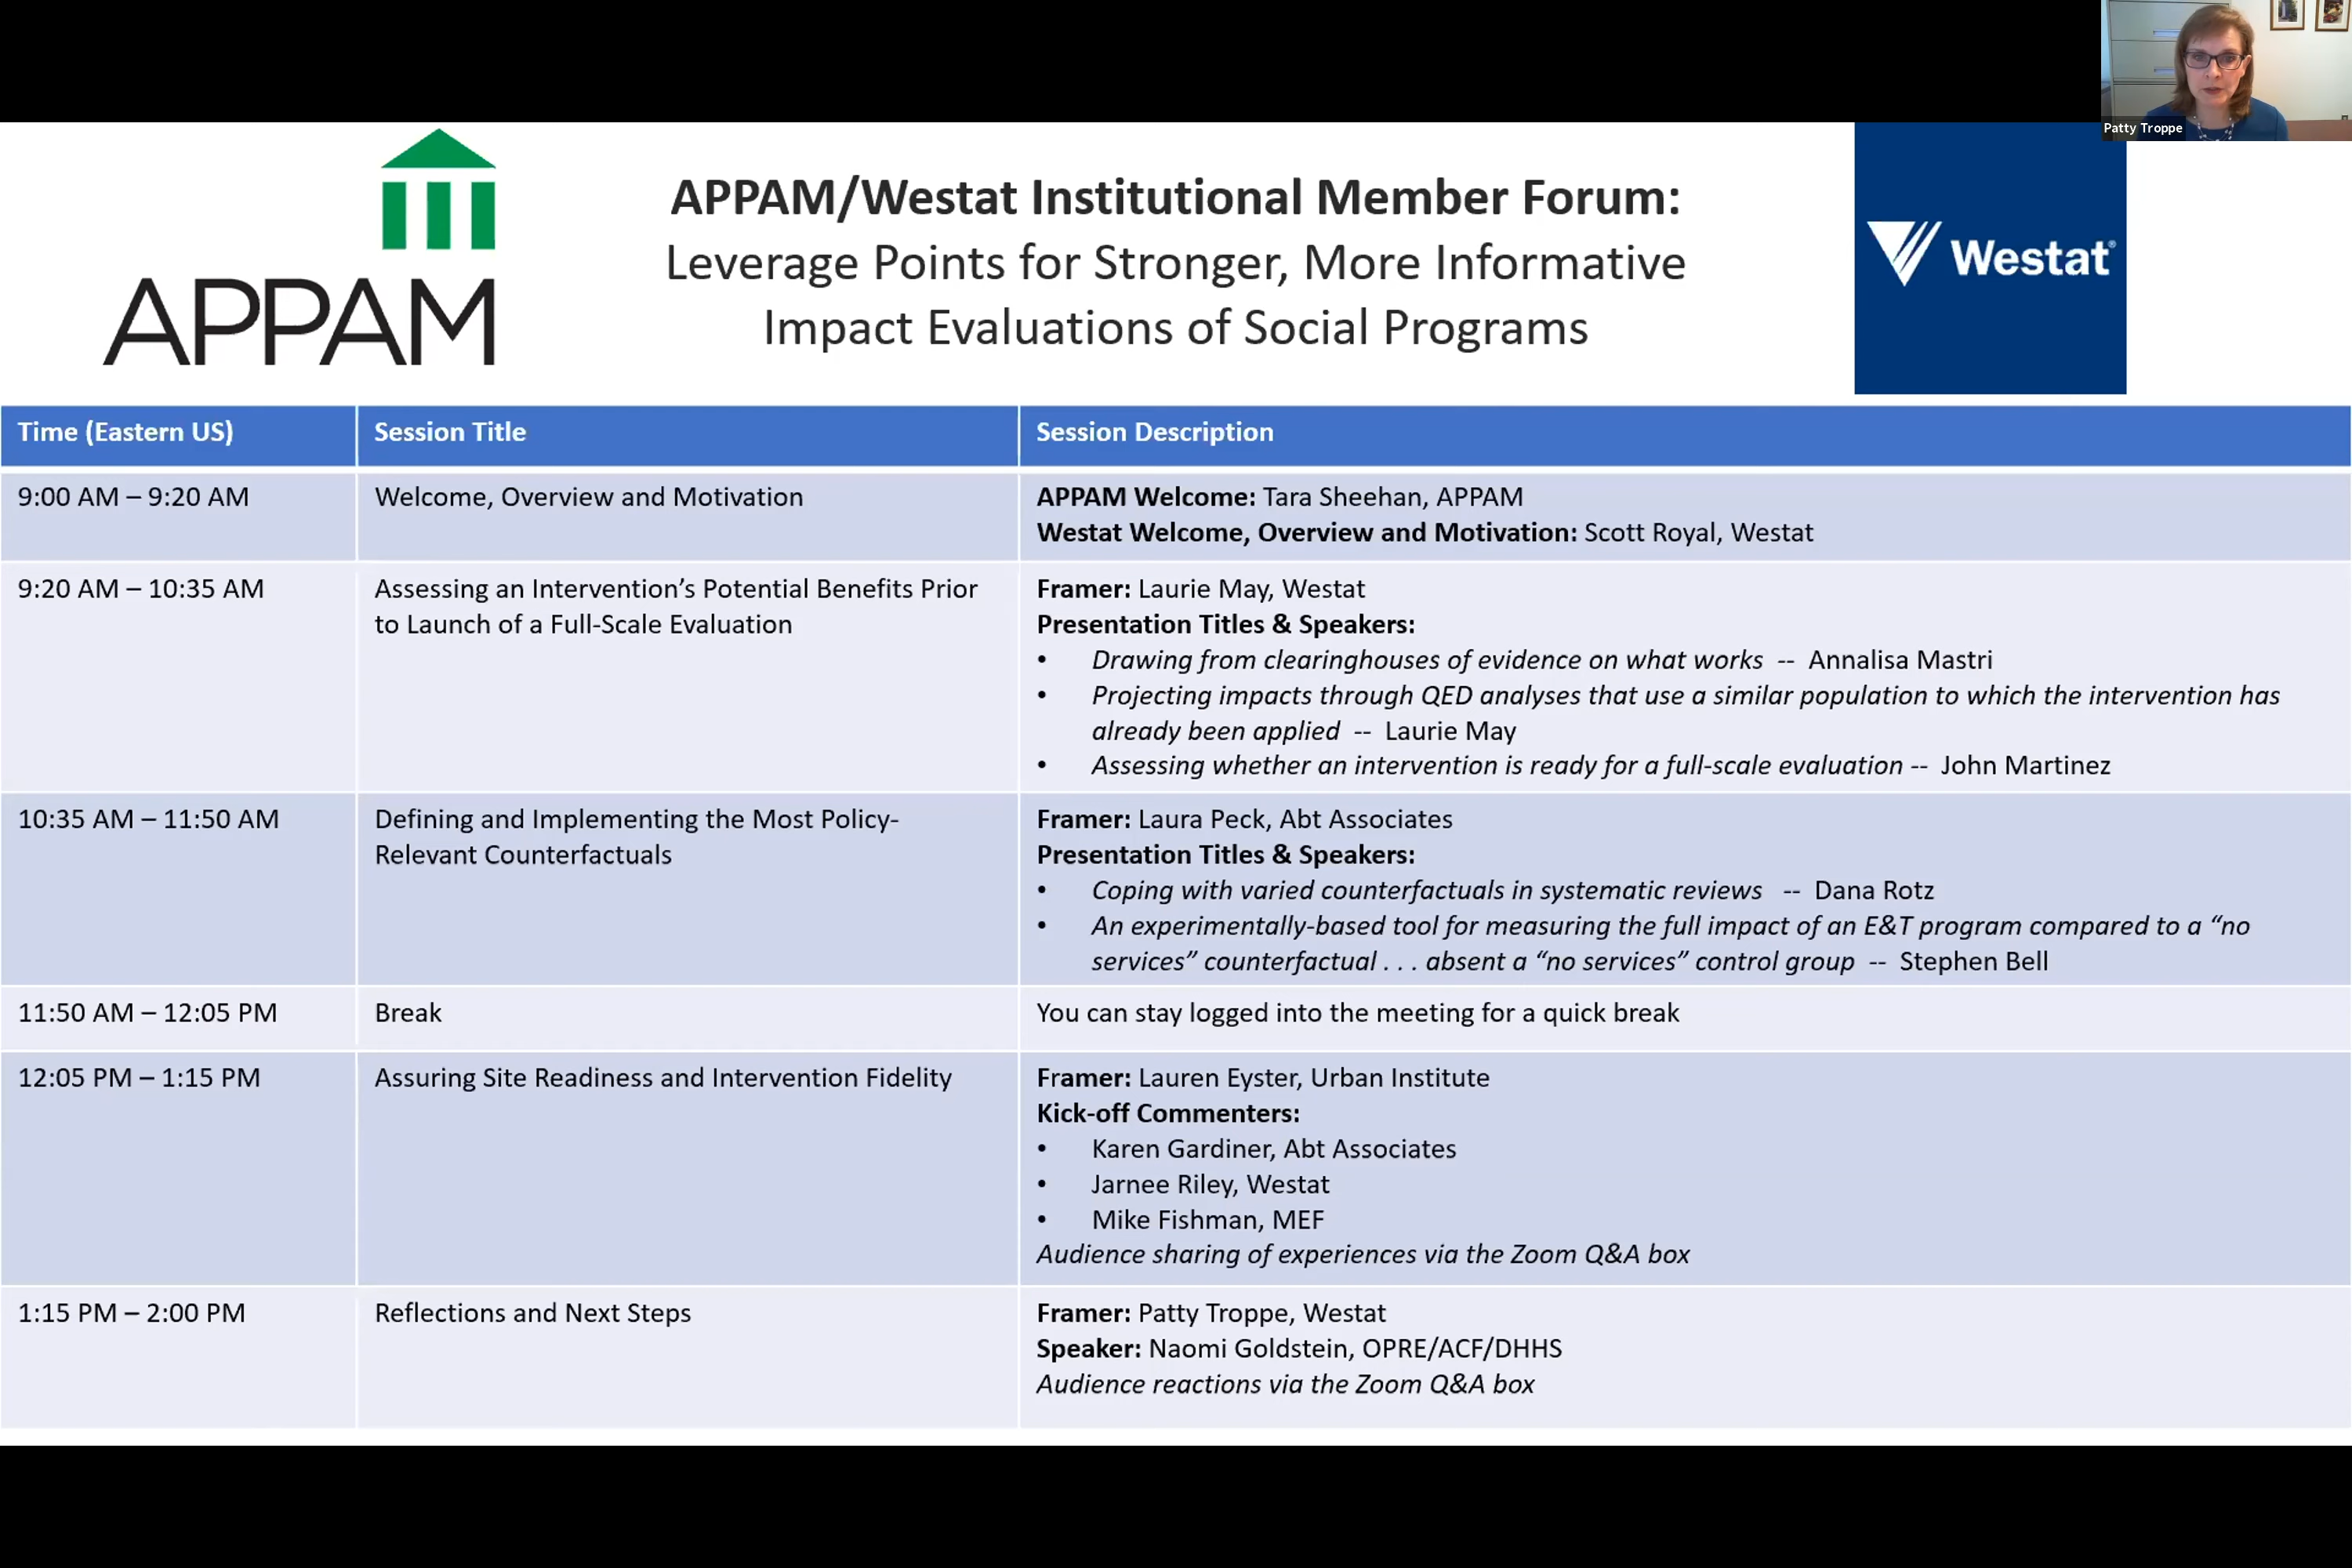 Patty Troppe
APPAM
APPAM/Westat Institutional Member Forum:
Leverage Points for Stronger, More Informative
Impact Evaluations of Social Programs
Westat®
Time (Eastern US)
Session Title
Session Description
9:00 AM – 9:20 AM
Welcome, Overview and Motivation
APPAM Welcome: Tara Sheehan, APPAM
Westat Welcome, Overview and Motivation: Scott Royal, Westat
9:20 AM – 10:35 AM
Assessing an Intervention’s Potential Benefits Prior
to Launch of a Full-Scale Evaluation
Framer: Laurie May, Westat
Presentation Titles & Speakers:
• Drawing from clearinghouses of evidence on what works -- Annalisa Mastri
• Projecting impacts through QED analyses that use a similar population to which the intervention has
already been applied -- Laurie May
• Assessing whether an intervention is ready for a full-scale evaluation -- John Martinez
10:35 AM – 11:50 AM
Defining and Implementing the Most Policy-
Relevant Counterfactuals
Framer: Laura Peck, Abt Associates
Presentation Titles & Speakers:
• Coping with varied counterfactuals in systematic reviews -- Dana Rotz
• An experimentally-based tool for measuring the full impact of an E&T program compared to a “no
services” counterfactual . . . absent a “no services” control group -- Stephen Bell
11:50 AM – 12:05 PM
Break
You can stay logged into the meeting for a quick break
12:05 PM – 1:15 PM
Assuring Site Readiness and Intervention Fidelity
Framer: Lauren Eyster, Urban Institute
Kick-off Commenters:
• Karen Gardiner, Abt Associates
• Jarnee Riley, Westat
• Mike Fishman, MEF
Audience sharing of experiences via the Zoom Q&A box
1:15 PM – 2:00 PM
Reflections and Next Steps
Framer: Patty Troppe, Westat
Speaker: Naomi Goldstein, OPRE/ACF/DHHS
Audience reactions via the Zoom Q&A box